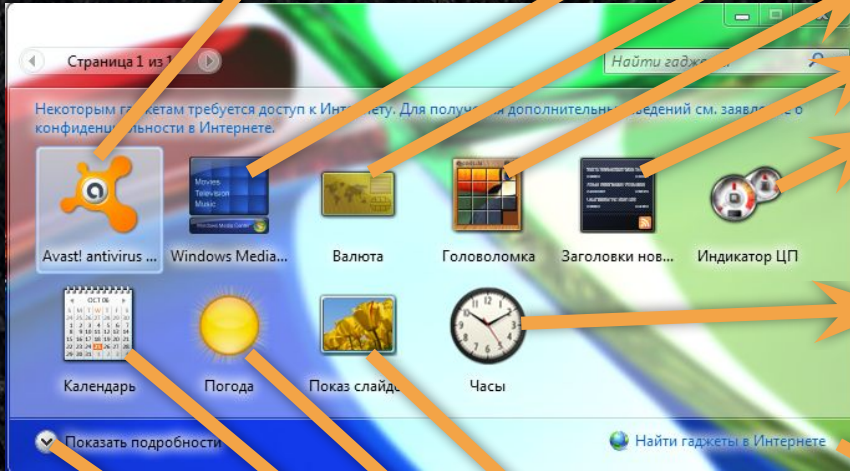 Страница 1 из 1
Найти гаджеты
Некоторым гаджетам требуется доступ к Интернету. Для получения дополнительных сведений см. заявление о
конфиденциальности в Интернете.
Movies
Television
Music
Avast! antivirus ...
Windows Media...
Валюта
Головоломка
Заголовки нов...
Индикатор ЦП
OCT 06
Календарь
Погода
Показ слайдов
Часы
Показать подробности
Найти гаджеты в Интернете